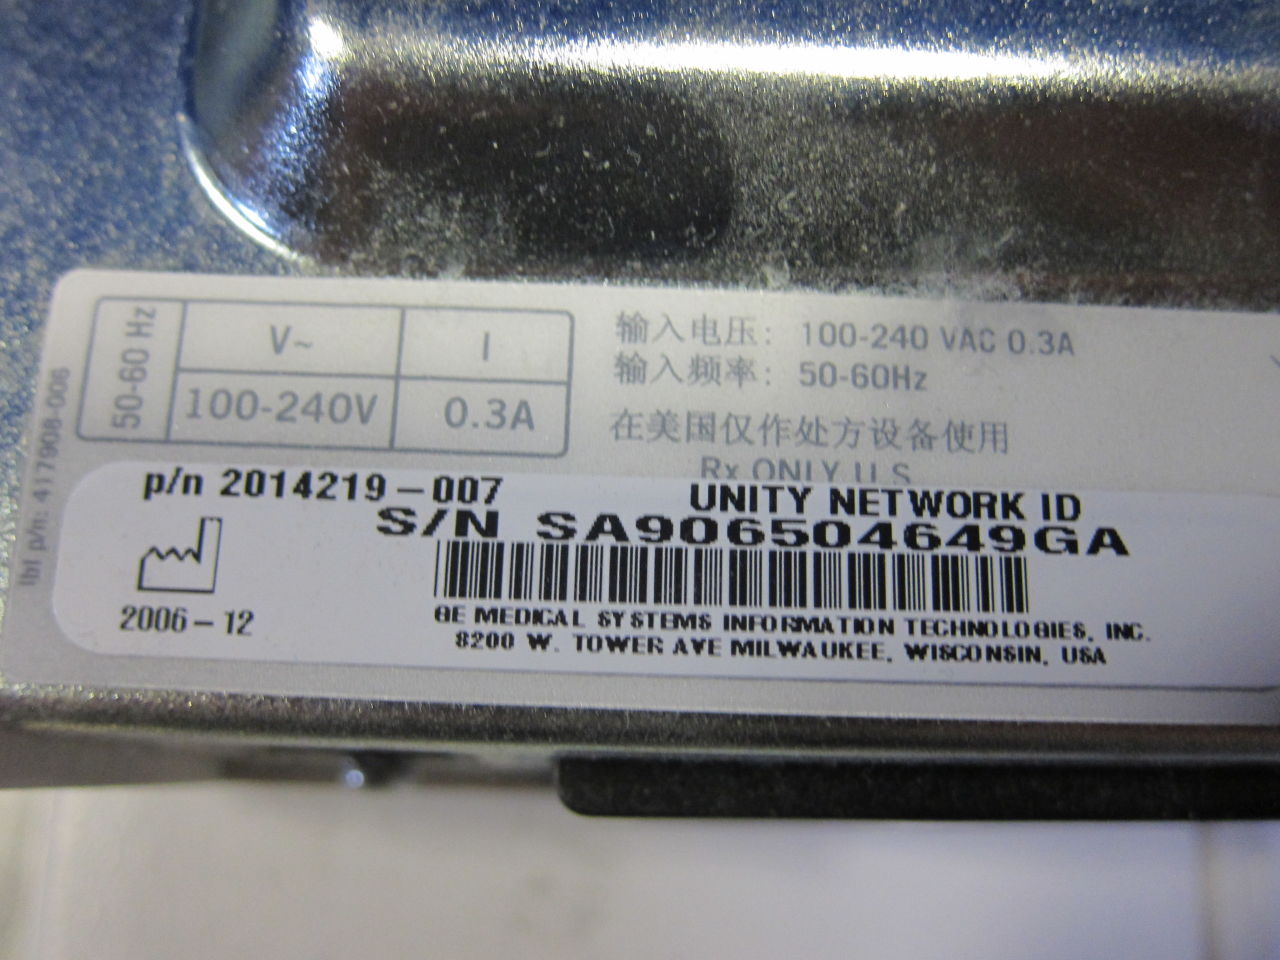 50-60 Hz
V~ I
100-240V 0.3A
输入电压: 100-240 VAC 0.3A
输入频率: 50-60Hz
在美国仅作处方设备使用
Rx ONLY U.S
lbl p/n: 417908-006
p/n 2014219-007
UNITY NETWORK ID
S/N SA906504649GA
2006-12
GE MEDICAL SYSTEMS INFORMATION TECHNOLOGIES, INC.
8200 W. TOWER AVE MILWAUKEE, WISCONSIN, USA